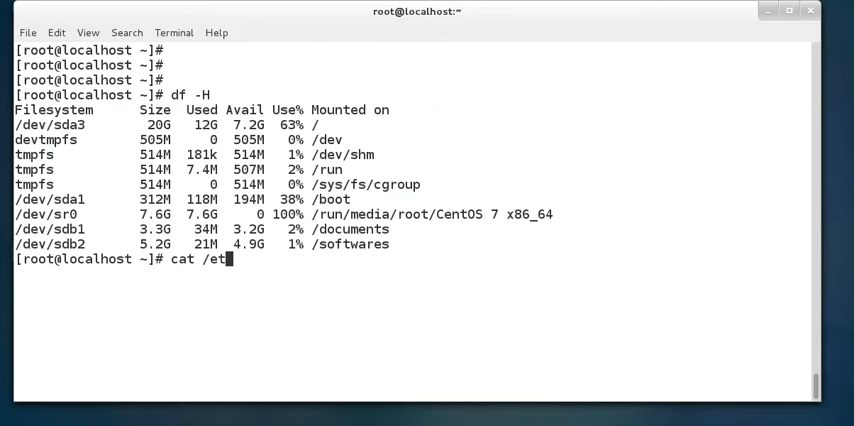 root@localhost:~
File Edit View Search Terminal Help
[root@localhost ~]#
[root@localhost ~]#
[root@localhost ~]#
[root@localhost ~]# df -H
Filesystem Size Used Avail Use% Mounted on
/dev/sda3 20G 12G 7.2G 63% /
devtmpfs 505M 0 505M 0% /dev
tmpfs 514M 181k 514M 1% /dev/shm
tmpfs 514M 7.4M 507M 2% /run
tmpfs 514M 0 514M 0% /sys/fs/cgroup
/dev/sda1 312M 118M 194M 38% /boot
/dev/sr0 7.6G 7.6G 0 100% /run/media/root/CentOS 7 x86_64
/dev/sdb1 3.3G 34M 3.2G 2% /documents
/dev/sdb2 5.2G 21M 4.9G 1% /softwares
[root@localhost ~]# cat /et